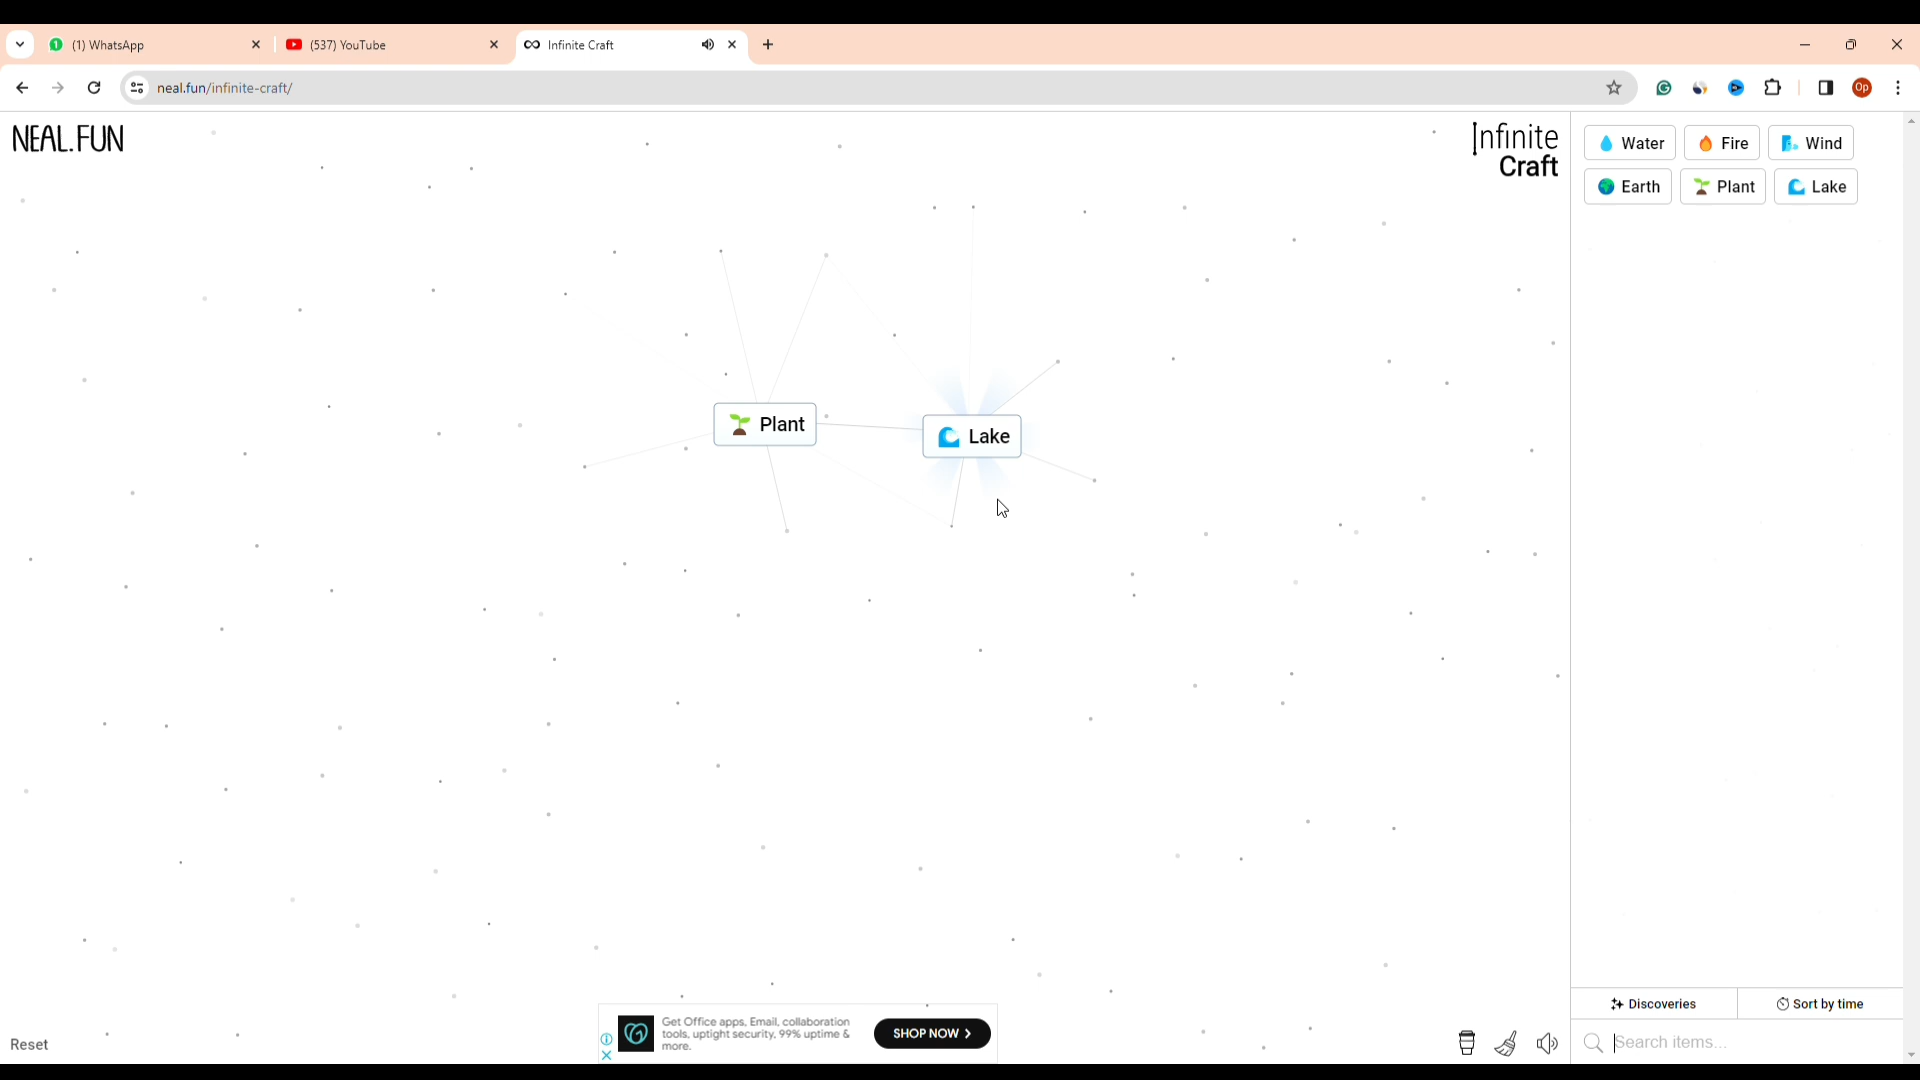 (1) WhatsApp
(537) YouTube
Infinite Craft
neal.fun/infinite-craft/
Op
NEAL.FUN
Infinite
Craft
Water
Fire
Wind
Earth
Plant
Lake
Plant
Lake
Discoveries
Sort by time
Get Office apps, Email, collaboration
tools, uptight security, 99% uptime &
more.
SHOP NOW
Reset
Search items...